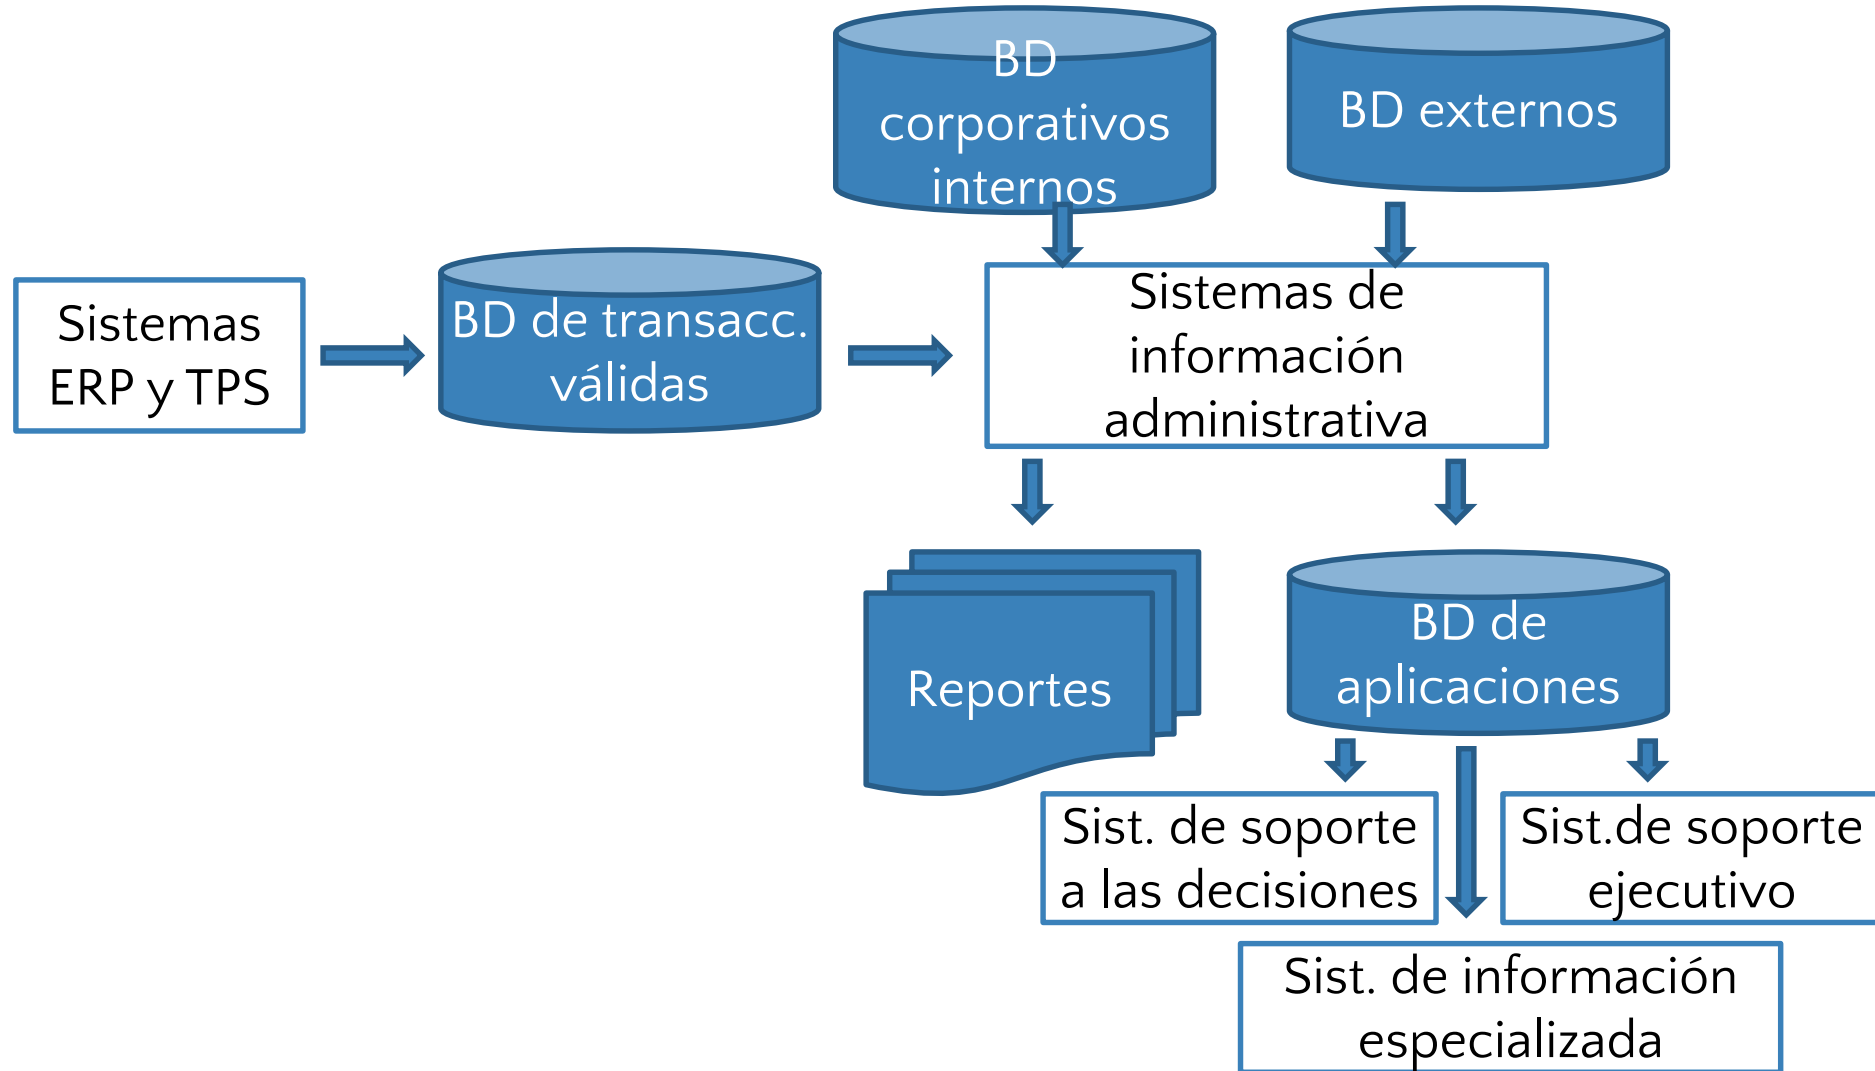 BD
corporativos
internos
BD externos
Sistemas
ERP y TPS
BD de transacc.
válidas
Sistemas de
información
administrativa
Reportes
BD de
aplicaciones
Sist. de soporte
a las decisiones
Sist.de soporte
ejecutivo
Sist. de información
especializada